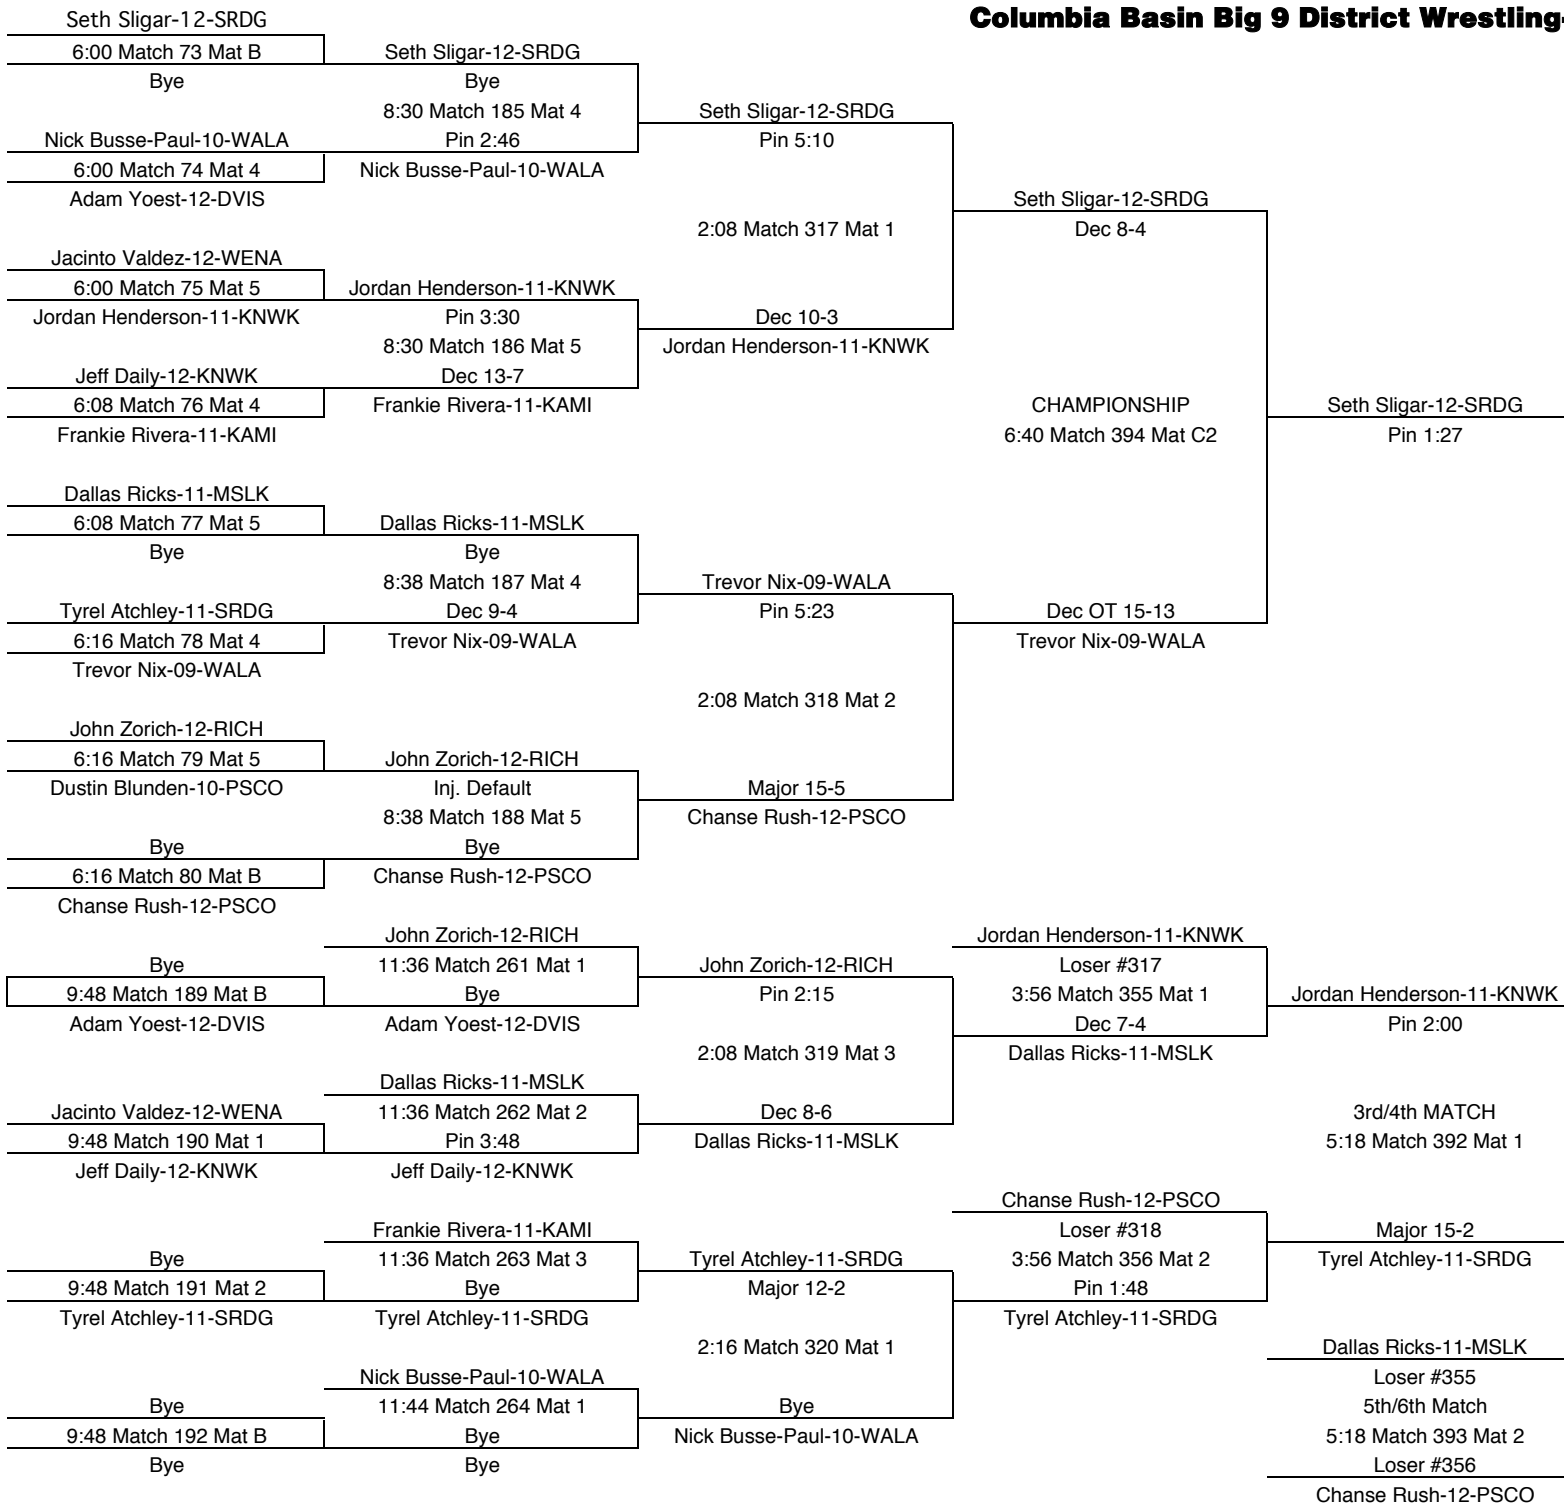 Columbia Basin Big 9 District Wrestling-
Seth Sligar-12-SRDG
6:00 Match 73 Mat B
Bye
Nick Busse-Paul-10-WALA
6:00 Match 74 Mat 4
Adam Yoest-12-DVIS
Jacinto Valdez-12-WENA
6:00 Match 75 Mat 5
Jordan Henderson-11-KNWK
Jeff Daily-12-KNWK
6:08 Match 76 Mat 4
Frankie Rivera-11-KAMI
Dallas Ricks-11-MSLK
6:08 Match 77 Mat 5
Bye
Tyrel Atchley-11-SRDG
6:16 Match 78 Mat 4
Trevor Nix-09-WALA
John Zorich-12-RICH
6:16 Match 79 Mat 5
Dustin Blunden-10-PSCO
Bye
6:16 Match 80 Mat B
Chanse Rush-12-PSCO
Seth Sligar-12-SRDG
Bye
8:30 Match 185 Mat 4
Pin 2:46
Nick Busse-Paul-10-WALA
Jordan Henderson-11-KNWK
Pin 3:30
8:30 Match 186 Mat 5
Dec 13-7
Frankie Rivera-11-KAMI
Dallas Ricks-11-MSLK
Bye
8:38 Match 187 Mat 4
Dec 9-4
Trevor Nix-09-WALA
John Zorich-12-RICH
Inj. Default
8:38 Match 188 Mat 5
Bye
Chanse Rush-12-PSCO
Seth Sligar-12-SRDG
Pin 5:10
2:08 Match 317 Mat 1
Dec 10-3
Jordan Henderson-11-KNWK
Trevor Nix-09-WALA
Pin 5:23
2:08 Match 318 Mat 2
Major 15-5
Chanse Rush-12-PSCO
Seth Sligar-12-SRDG
Dec 8-4
CHAMPIONSHIP
6:40 Match 394 Mat C2
Dec OT 15-13
Trevor Nix-09-WALA
Seth Sligar-12-SRDG
Pin 1:27
Bye
9:48 Match 189 Mat B
Adam Yoest-12-DVIS
Jacinto Valdez-12-WENA
9:48 Match 190 Mat 1
Jeff Daily-12-KNWK
Bye
9:48 Match 191 Mat 2
Tyrel Atchley-11-SRDG
Bye
9:48 Match 192 Mat B
Bye
John Zorich-12-RICH
11:36 Match 261 Mat 1
Bye
Adam Yoest-12-DVIS
Dallas Ricks-11-MSLK
11:36 Match 262 Mat 2
Pin 3:48
Jeff Daily-12-KNWK
Frankie Rivera-11-KAMI
11:36 Match 263 Mat 3
Bye
Tyrel Atchley-11-SRDG
Nick Busse-Paul-10-WALA
11:44 Match 264 Mat 1
Bye
Bye
John Zorich-12-RICH
Pin 2:15
2:08 Match 319 Mat 3
Dec 8-6
Dallas Ricks-11-MSLK
Tyrel Atchley-11-SRDG
Major 12-2
2:16 Match 320 Mat 1
Bye
Nick Busse-Paul-10-WALA
Jordan Henderson-11-KNWK
Loser #317
3:56 Match 355 Mat 1
Dec 7-4
Dallas Ricks-11-MSLK
Chanse Rush-12-PSCO
Loser #318
3:56 Match 356 Mat 2
Pin 1:48
Tyrel Atchley-11-SRDG
Jordan Henderson-11-KNWK
Pin 2:00
3rd/4th MATCH
5:18 Match 392 Mat 1
Major 15-2
Tyrel Atchley-11-SRDG
Dallas Ricks-11-MSLK
Loser #355
5th/6th Match
5:18 Match 393 Mat 2
Loser #356
Chanse Rush-12-PSCO